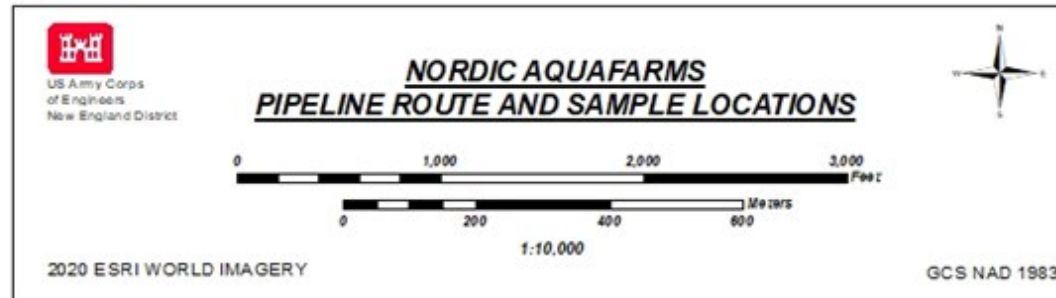 US Army Corps
of Engineers
New England District
NORDIC AQUAFARMS
PIPELINE ROUTE AND SAMPLE LOCATIONS
N
W E
S
0 1,000 2,000 3,000
Feet
Meters
0 200 400 600
1:10,000
2020 ESRI WORLD IMAGERY
GCS NAD 1983